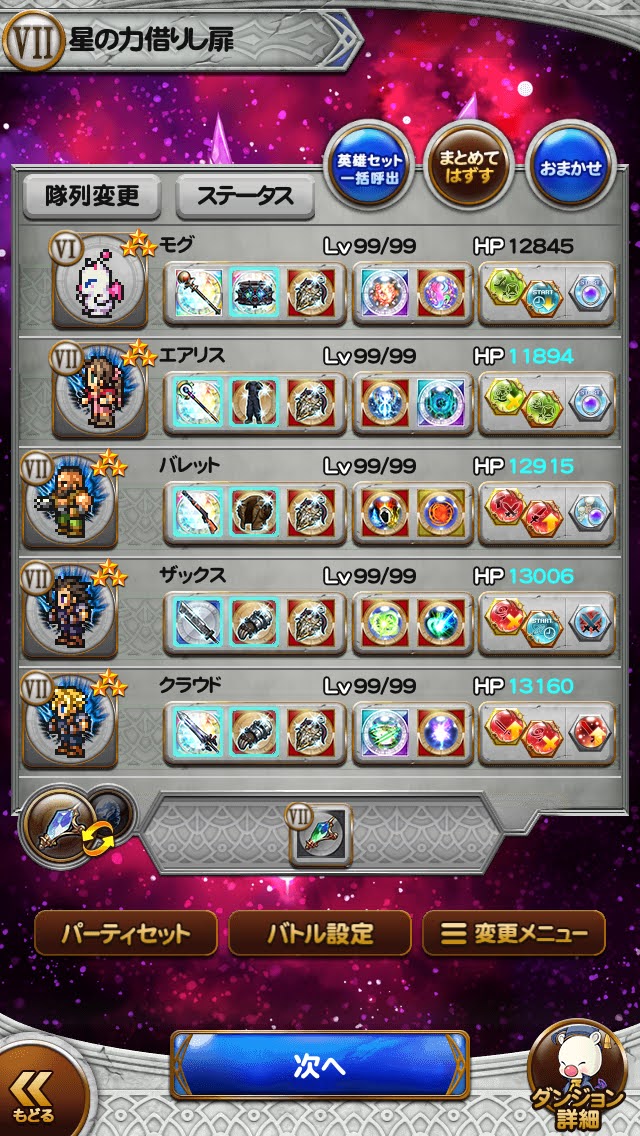 VII 星の力借りし扉
英雄セット
一括呼出
まとめて
はずす
おまかせ
隊列変更
ステータス
VI モグ Lv99/99 HP12845
START
VII エアリス Lv99/99 HP11894
VII バレット Lv99/99 HP12915
VII ザックス Lv99/99 HP13006
START
VII クラウド Lv99/99 HP13160
VII
パーティセット
バトル設定
変更メニュー
次へ
もどる
ダンジョン
詳細